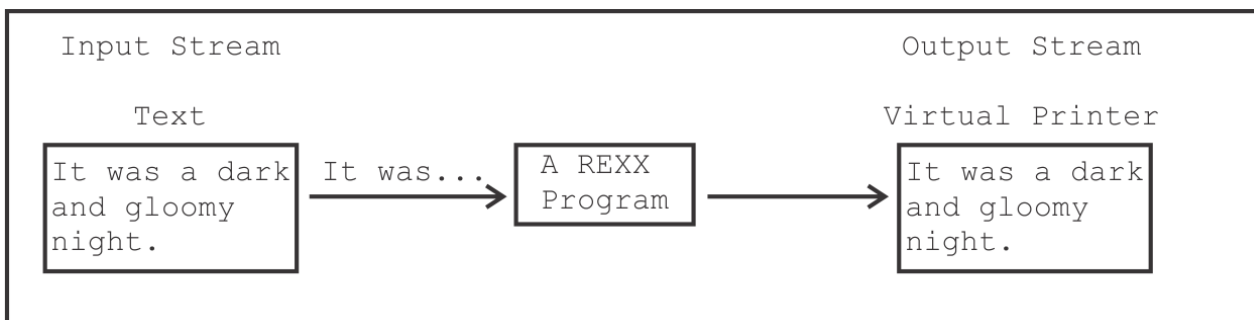 Input Stream
Output Stream
Text
Virtual Printer
It was a dark
and gloomy
night.
It was...
A REXX
Program
It was a dark
and gloomy
night.